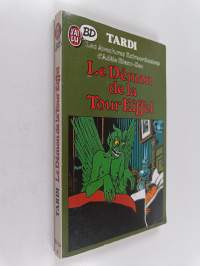 J'AI LU
BD
TARDI
Les Aventures Extraordinaires
d'Adèle Blanc-Sec
Le Démon
de la
Tour Eiffel
TARDI Le Démon de la Tour Eiffel